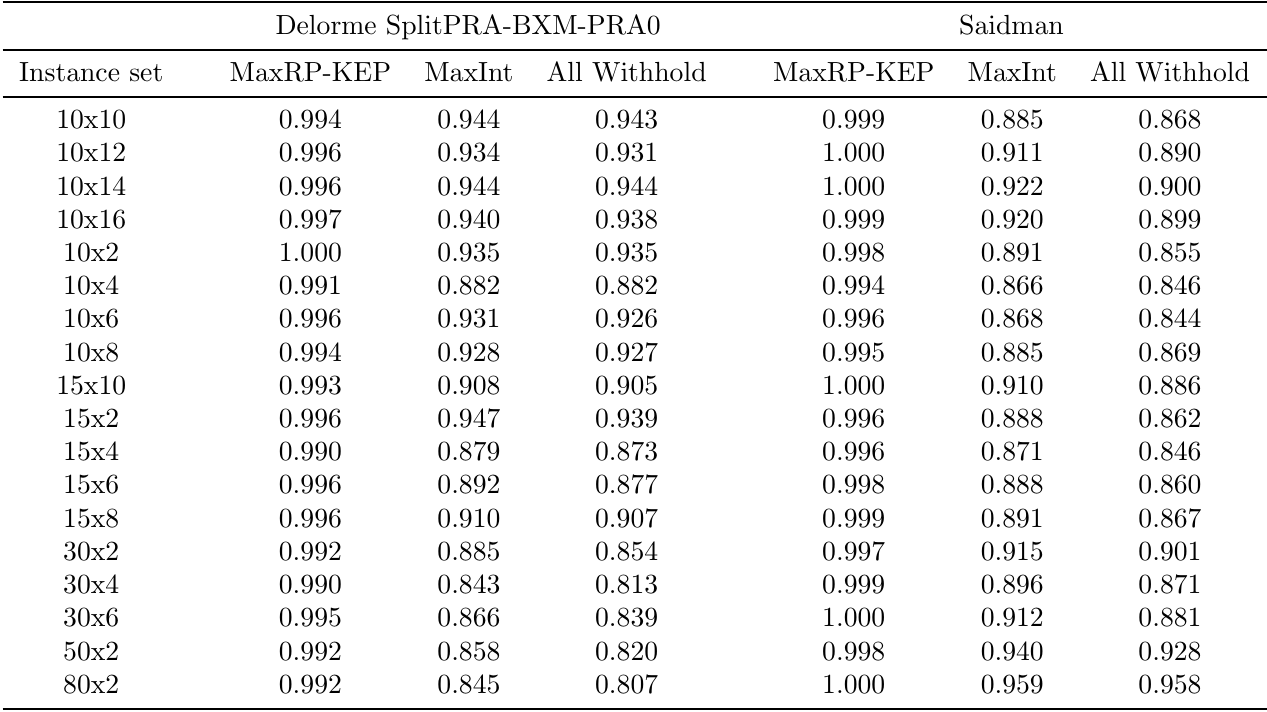 Delorme SplitPRA-BXM-PRA0 Saidman
Instance set MaxRP-KEP MaxInt All Withhold MaxRP-KEP MaxInt All Withhold
10x10 0.994 0.944 0.943 0.999 0.885 0.868
10x12 0.996 0.934 0.931 1.000 0.911 0.890
10x14 0.996 0.944 0.944 1.000 0.922 0.900
10x16 0.997 0.940 0.938 0.999 0.920 0.899
10x2 1.000 0.935 0.935 0.998 0.891 0.855
10x4 0.991 0.882 0.882 0.994 0.866 0.846
10x6 0.996 0.931 0.926 0.996 0.868 0.844
10x8 0.994 0.928 0.927 0.995 0.885 0.869
15x10 0.993 0.908 0.905 1.000 0.910 0.886
15x2 0.996 0.947 0.939 0.996 0.888 0.862
15x4 0.990 0.879 0.873 0.996 0.871 0.846
15x6 0.996 0.892 0.877 0.998 0.888 0.860
15x8 0.996 0.910 0.907 0.999 0.891 0.867
30x2 0.992 0.885 0.854 0.997 0.915 0.901
30x4 0.990 0.843 0.813 0.999 0.896 0.871
30x6 0.995 0.866 0.839 1.000 0.912 0.881
50x2 0.992 0.858 0.820 0.998 0.940 0.928
80x2 0.992 0.845 0.807 1.000 0.959 0.958